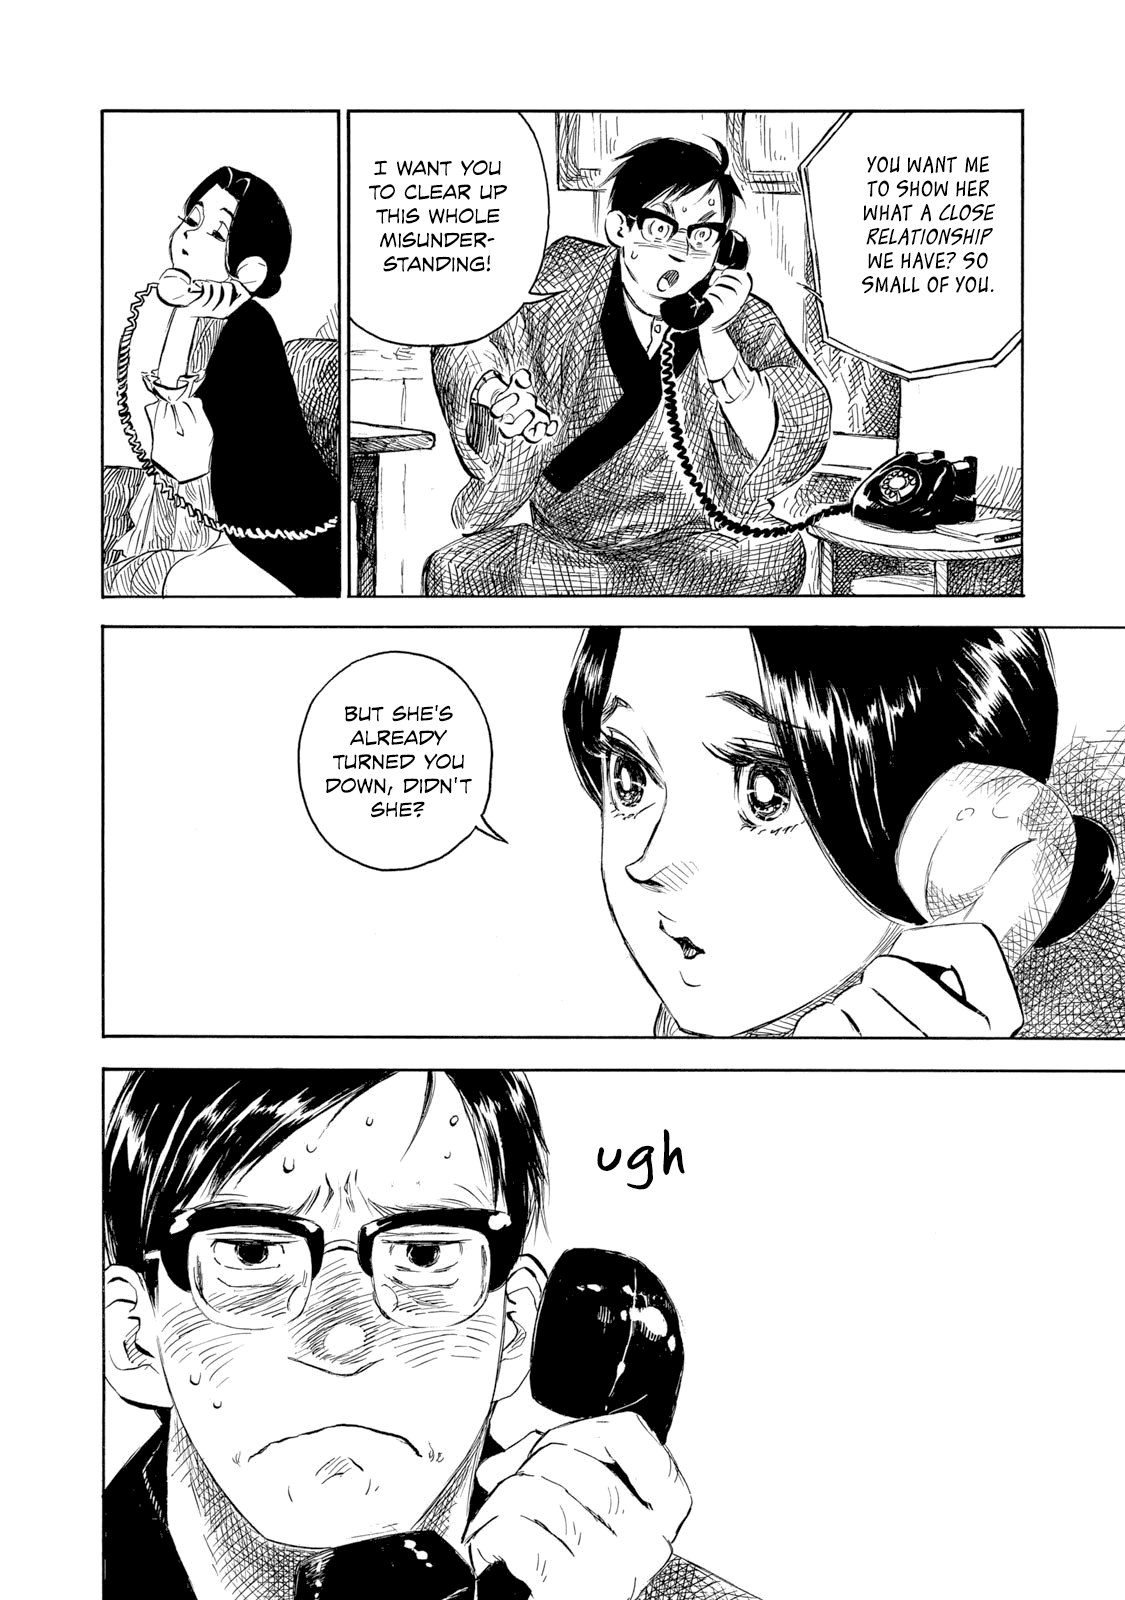 YOU WANT ME
TO SHOW HER
WHAT A CLOSE
RELATIONSHIP
WE HAVE? SO
SMALL OF YOU.
I WANT YOU
TO CLEAR UP
THIS WHOLE
MISUNDER-
STANDING!
BUT SHE'S
ALREADY
TURNED YOU
DOWN, DIDN'T
SHE?
ugh